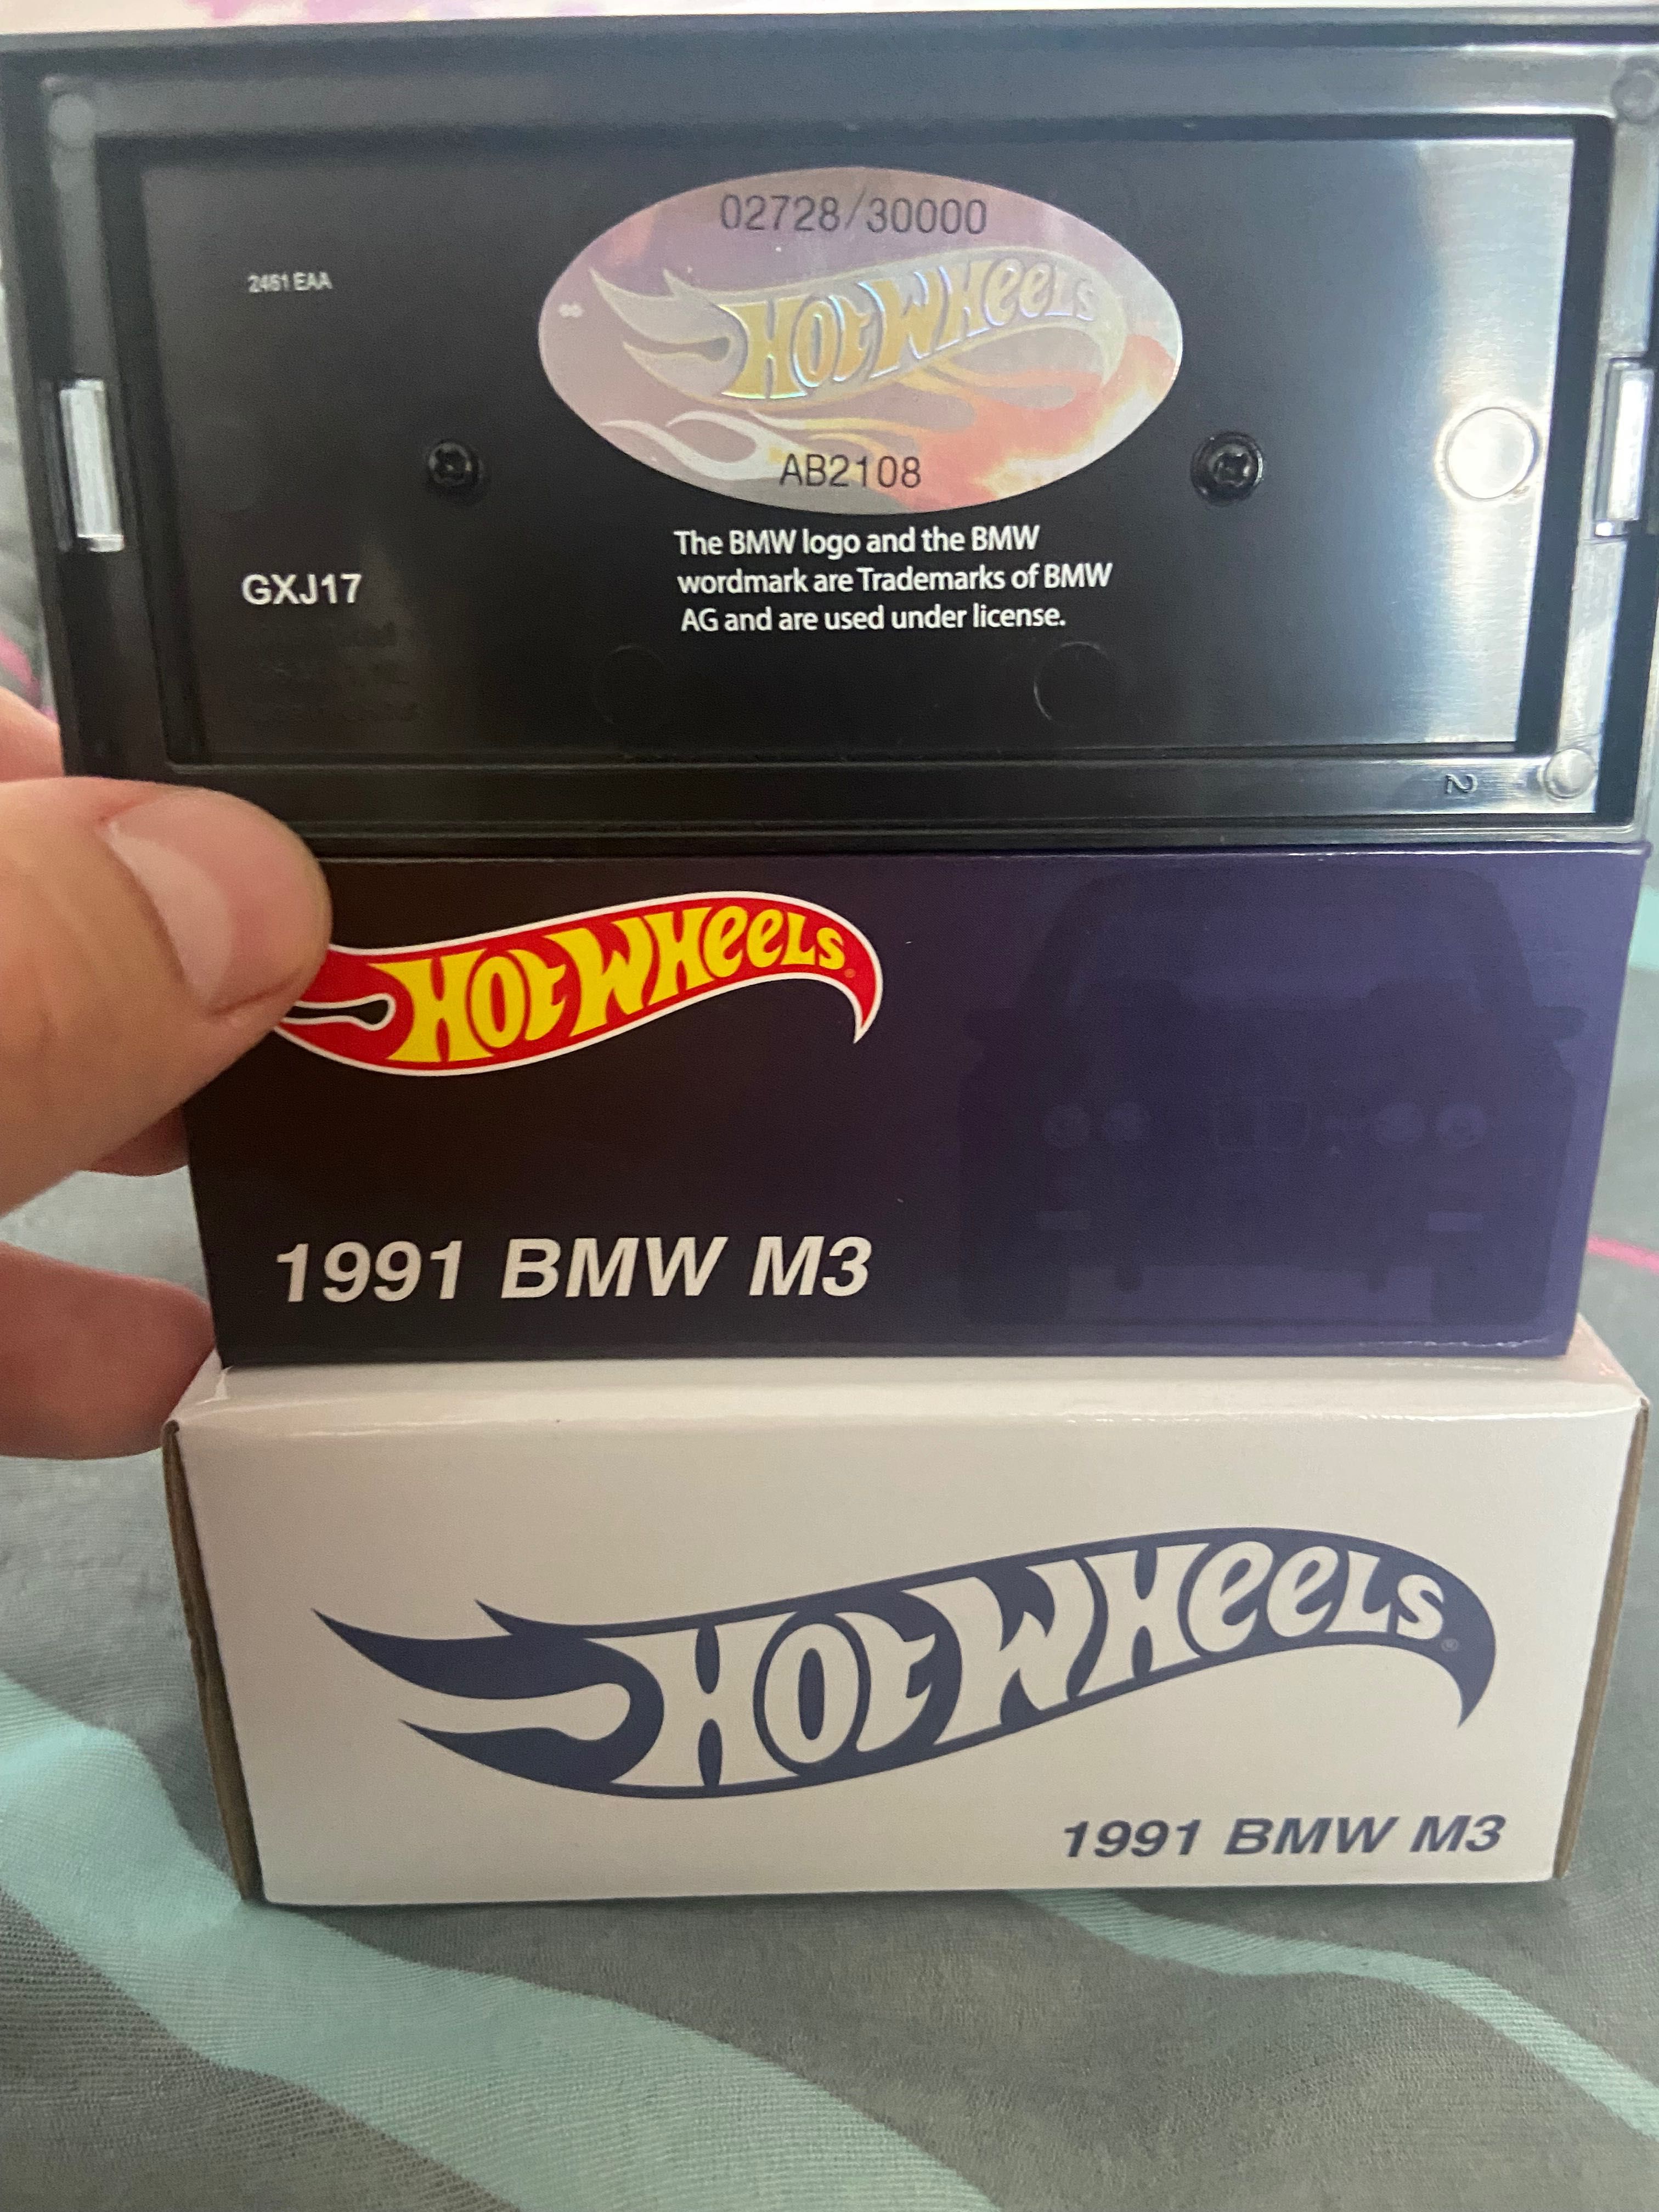 02728/30000
HOT WHEELS
2461 EAA
AB2108
The BMW logo and the BMW
wordmark are Trademarks of BMW
AG and are used under license.
GXJ17
2
HOT WHEELS®
1991 BMW M3
HOT WHEELS®
1991 BMW M3